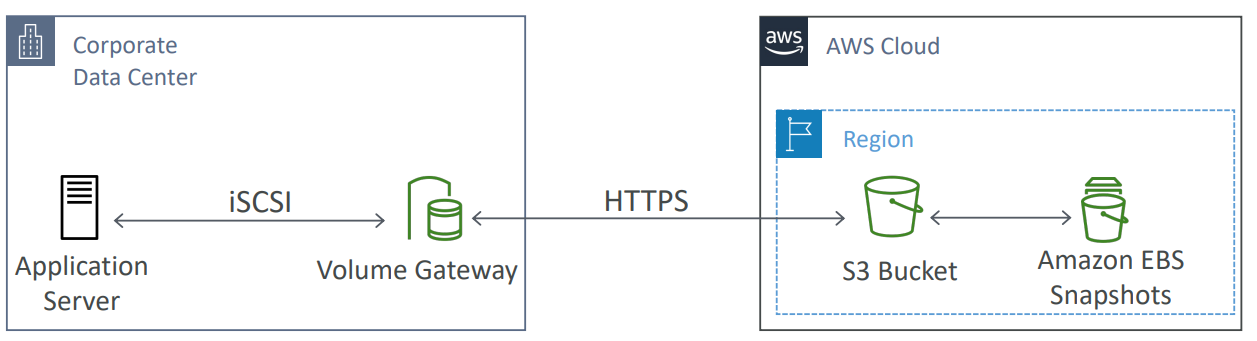 Corporate
Data Center
aws
AWS Cloud
Region
iSCSI
HTTPS
Application
Server
Volume Gateway
S3 Bucket
Amazon EBS
Snapshots